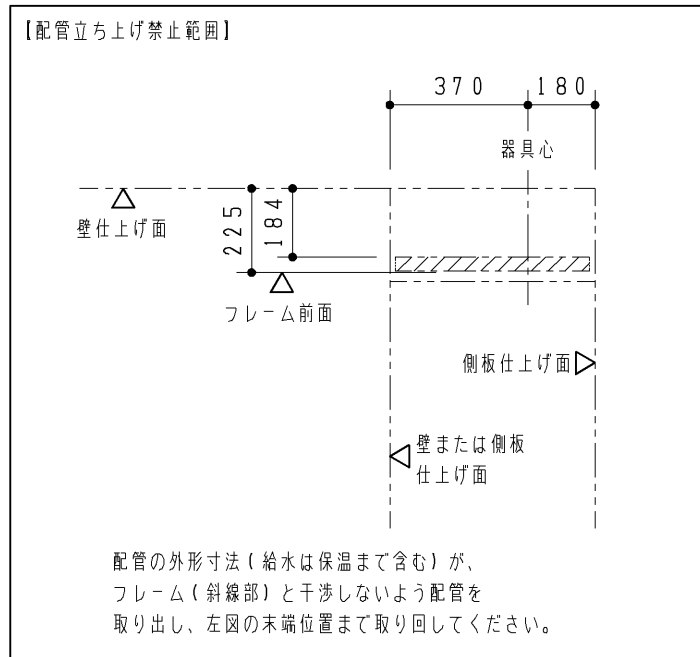 【配管立ち上げ禁止範囲】
370
180
器具心
壁仕上げ面
225
184
フレーム前面
側板仕上げ面
壁または側板
仕上げ面
配管の外形寸法(給水は保温まで含む)が、
フレーム(斜線部)と干渉しないよう配管を
取り出し、左図の末端位置まで取り回してください。